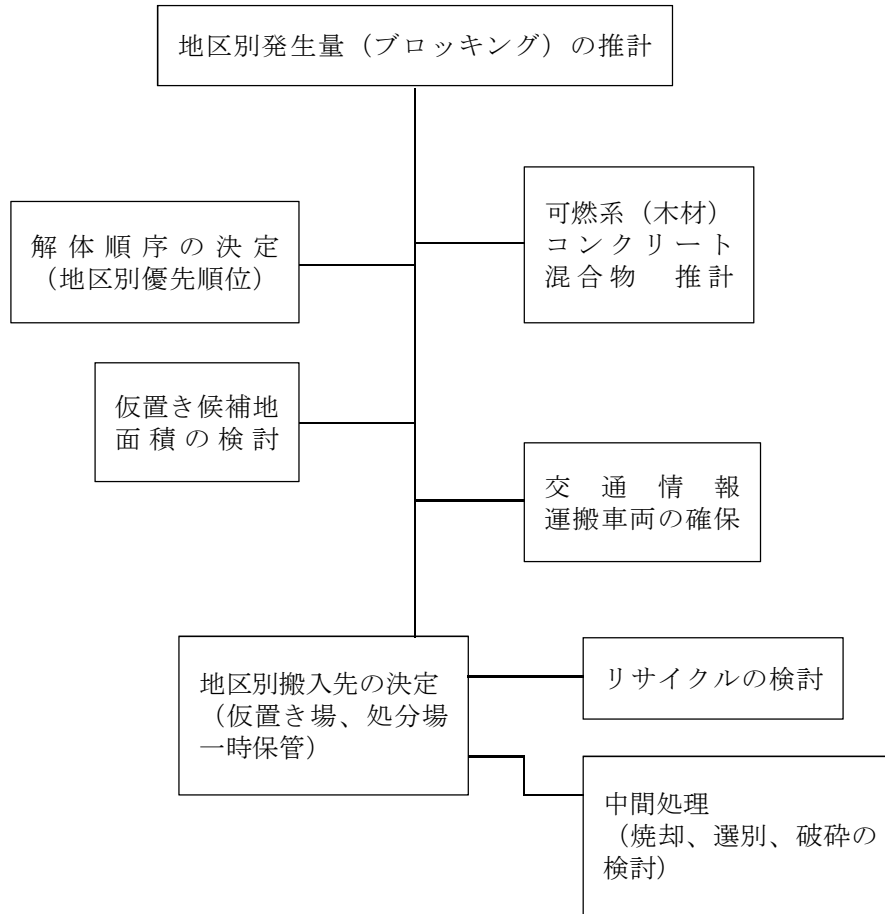 地区別発生量（ブロッキング）の推計
解体順序の決定
（地区別優先順位）
可燃系（木材）
コンクリート
混合物　推計
仮置き候補地
面積の検討
交通情報
運搬車両の確保
地区別搬入先の決定
（仮置き場、処分場
一時保管）
リサイクルの検討
中間処理
（焼却、選別、破砕の
検討）